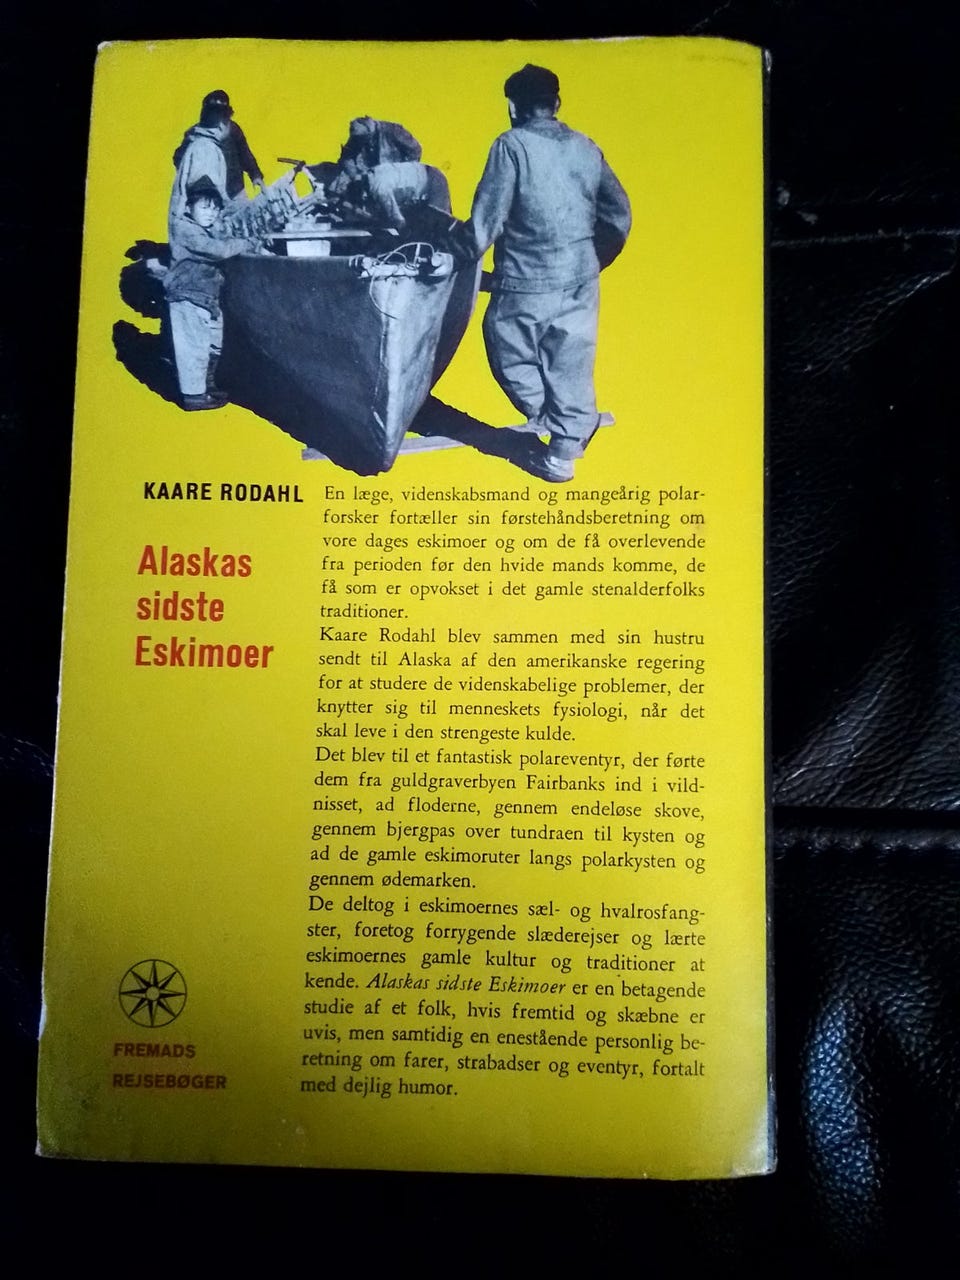 KAARE RODAHL
Alaskas
sidste
Eskimoer
En læge, videnskabsmand og mangeårig polar-
forsker fortæller sin førstehåndsberetning om
vore dages eskimoer og om de få overlevende
fra perioden før den hvide mands komme, de
få som er opvokset i det gamle stenalderfolks
traditioner.
Kaare Rodahl blev sammen med sin hustru
sendt til Alaska af den amerikanske regering
for at studere de videnskabelige problemer, der
knytter sig til menneskets fysiologi, når det
skal leve i den strengeste kulde.
Det blev til et fantastisk polareventyr, der førte
dem fra guldgraverbyen Fairbanks ind i vild-
nisset, ad floderne, gennem endeløse skove,
gennem bjergpas over tundraen til kysten og
ad de gamle eskimoruter langs polarkysten og
gennem ødemarken.
De deltog i eskimoernes sæl- og hvalrosfang-
ster, foretog forrygende slæderejser og lærte
eskimoernes gamle kultur og traditioner at
kende. Alaskas sidste Eskimoer er en betagende
studie af et folk, hvis fremtid og skæbne er
uvis, men samtidig en enestående personlig be-
retning om farer, strabadser og eventyr, fortalt
med dejlig humor.
FREMADS
REJSEBØGER